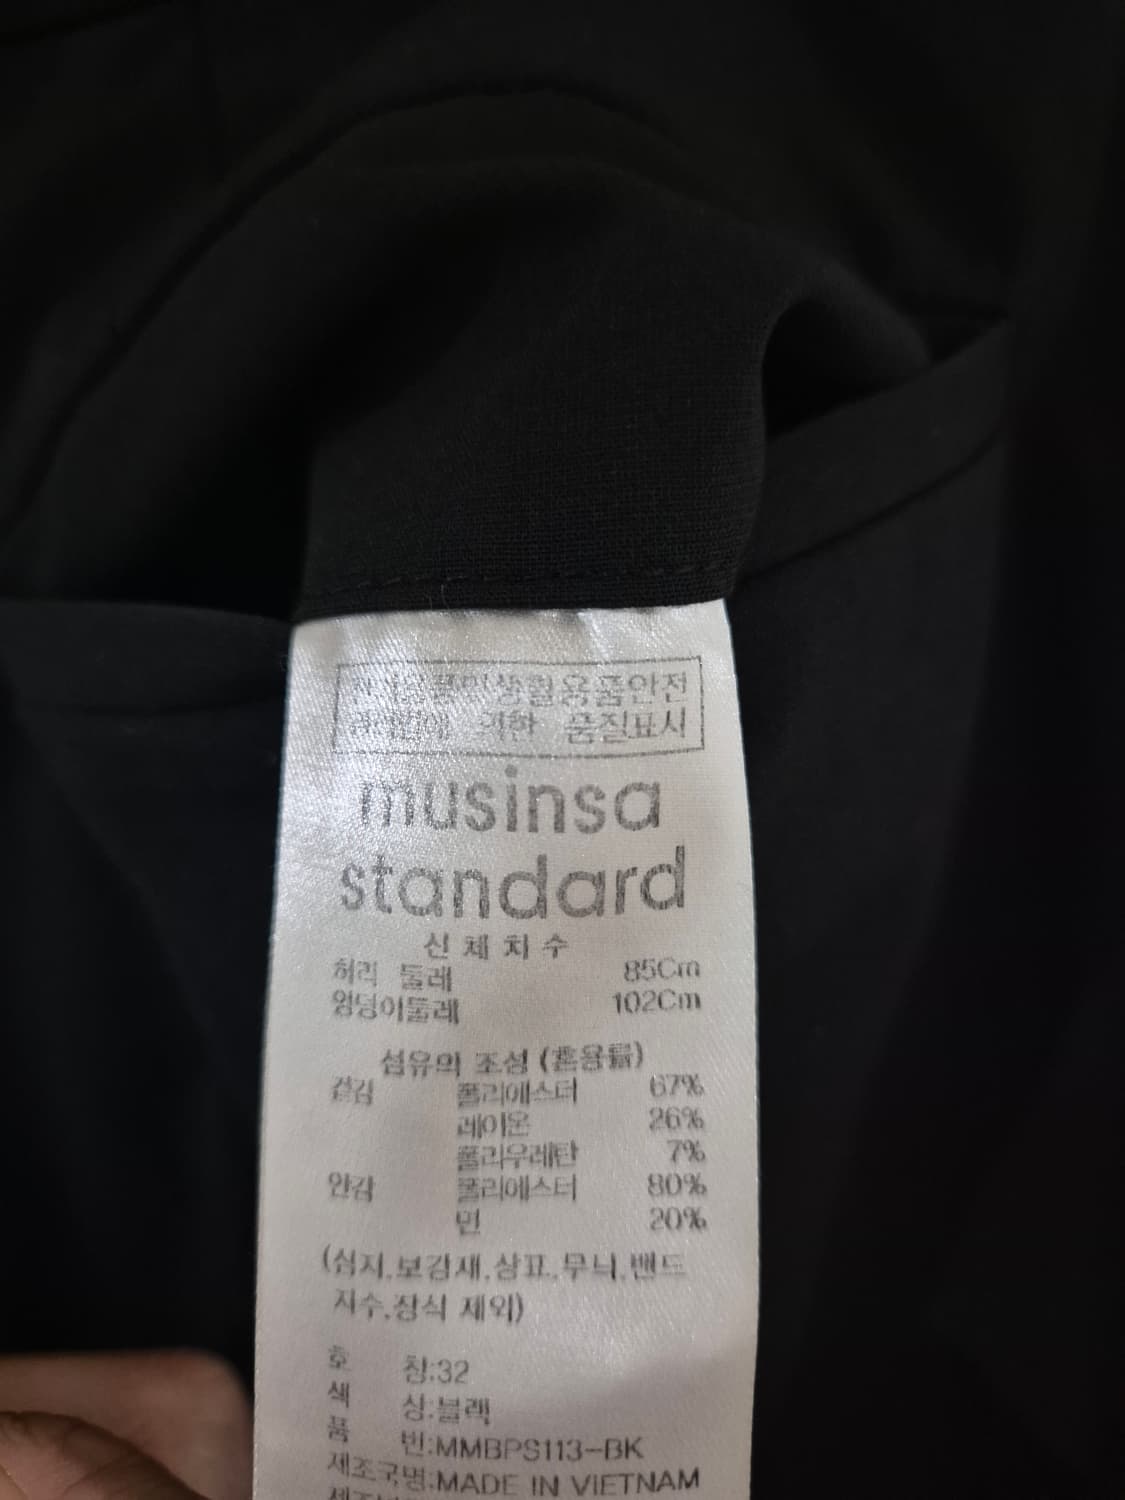 전기용품및생활용품안전
관리법에 의한 품질표시
musinsa
standard
신체치수
허리 둘레 85Cm
엉덩이둘레 102Cm
섬유의 조성 (混用률)
겉감 폴리에스터 67%
레이온 26%
폴리우레탄 7%
안감 폴리에스터 80%
면 20%
(심지.보강재.상표.무늬.밴드
자수.장식 제외)
호 칭:32
색 상:블랙
품 번:MMBPS113-BK
제조국명:MADE IN VIETNAM